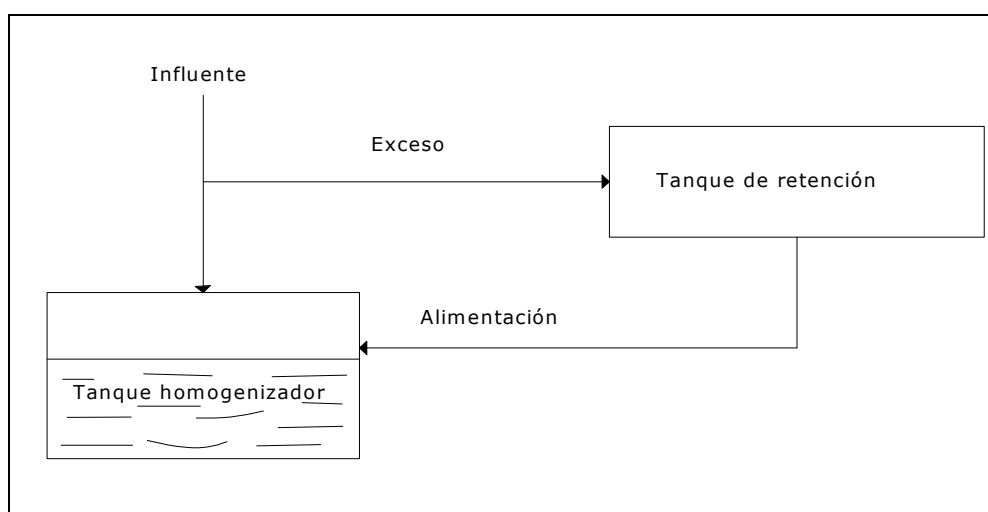 Influente
Exceso
Tanque de retención
Alimentación
Tanque homogenizador